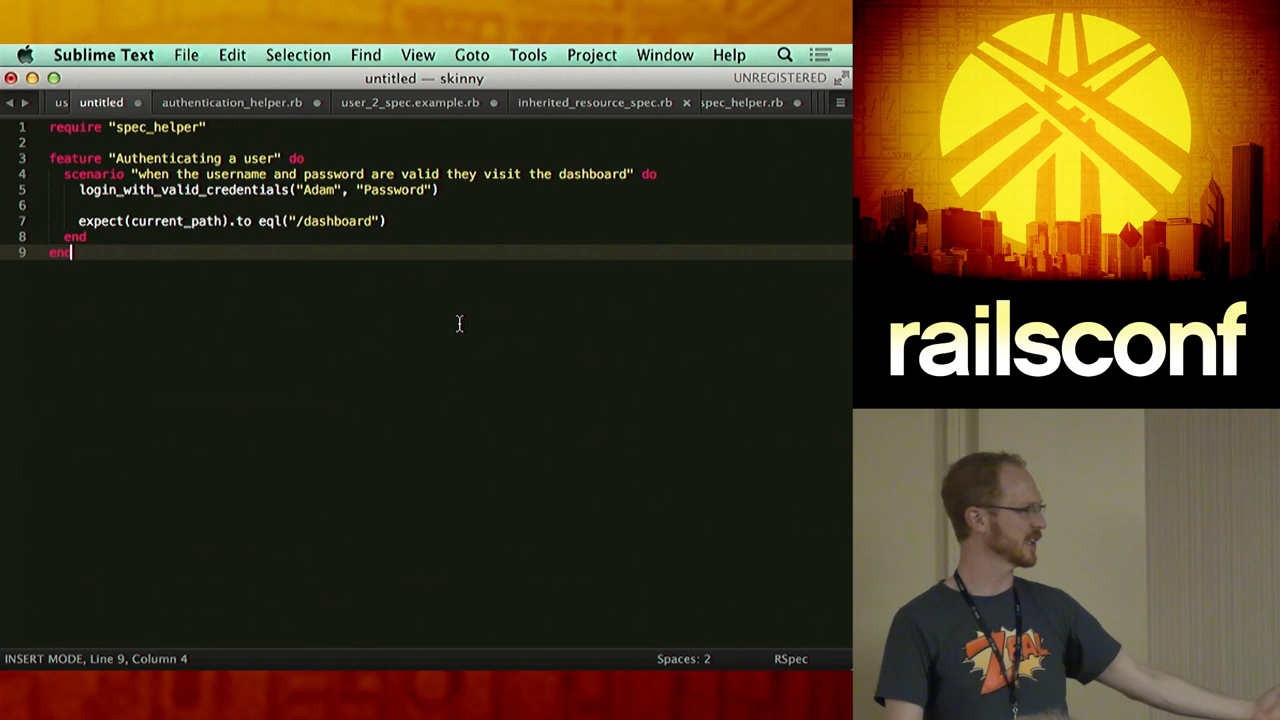 Sublime Text File Edit Selection Find View Goto Tools Project Window Help
untitled — skinny UNREGISTERED
us untitled authentication_helper.rb user_2_spec.example.rb inherited_resource_spec.rb spec_helper.rb
1 require "spec_helper"
2
3 feature "Authenticating a user" do
4 scenario "when the username and password are valid they visit the dashboard" do
5 login_with_valid_credentials("Adam", "Password")
6
7 expect(current_path).to eql("/dashboard")
8 end
9 end
INSERT MODE, Line 9, Column 4 Spaces: 2 RSpec
railsconf
ZEAL